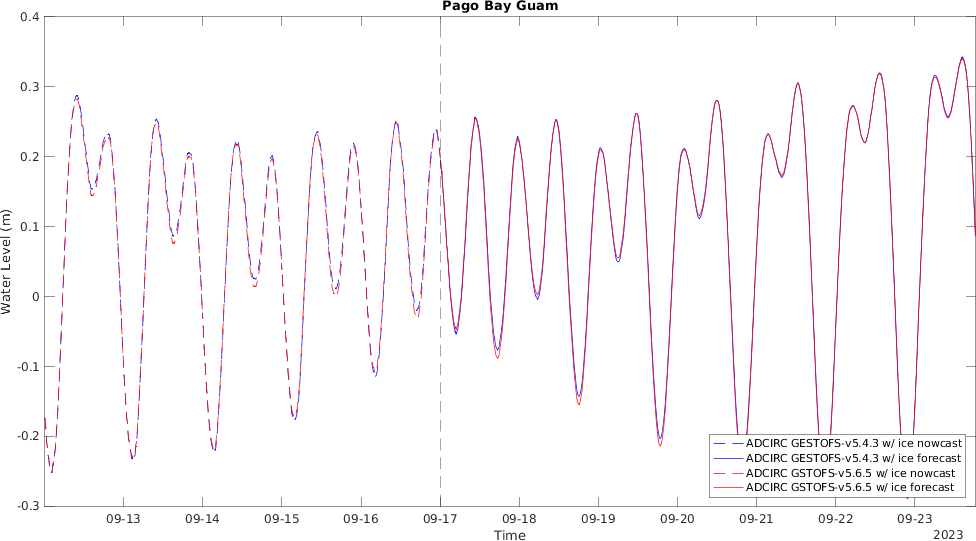 Pago Bay Guam
0.4
0.3
0.2
0.1
0
-0.1
-0.2
-0.3
Water Level (m)
ADCIRC GESTOFS-v5.4.3 w/ ice nowcast
ADCIRC GESTOFS-v5.4.3 w/ ice forecast
ADCIRC GSTOFS-v5.6.5 w/ ice nowcast
ADCIRC GSTOFS-v5.6.5 w/ ice forecast
09-13 09-14 09-15 09-16 09-17 09-18 09-19 09-20 09-21 09-22 09-23
Time
2023